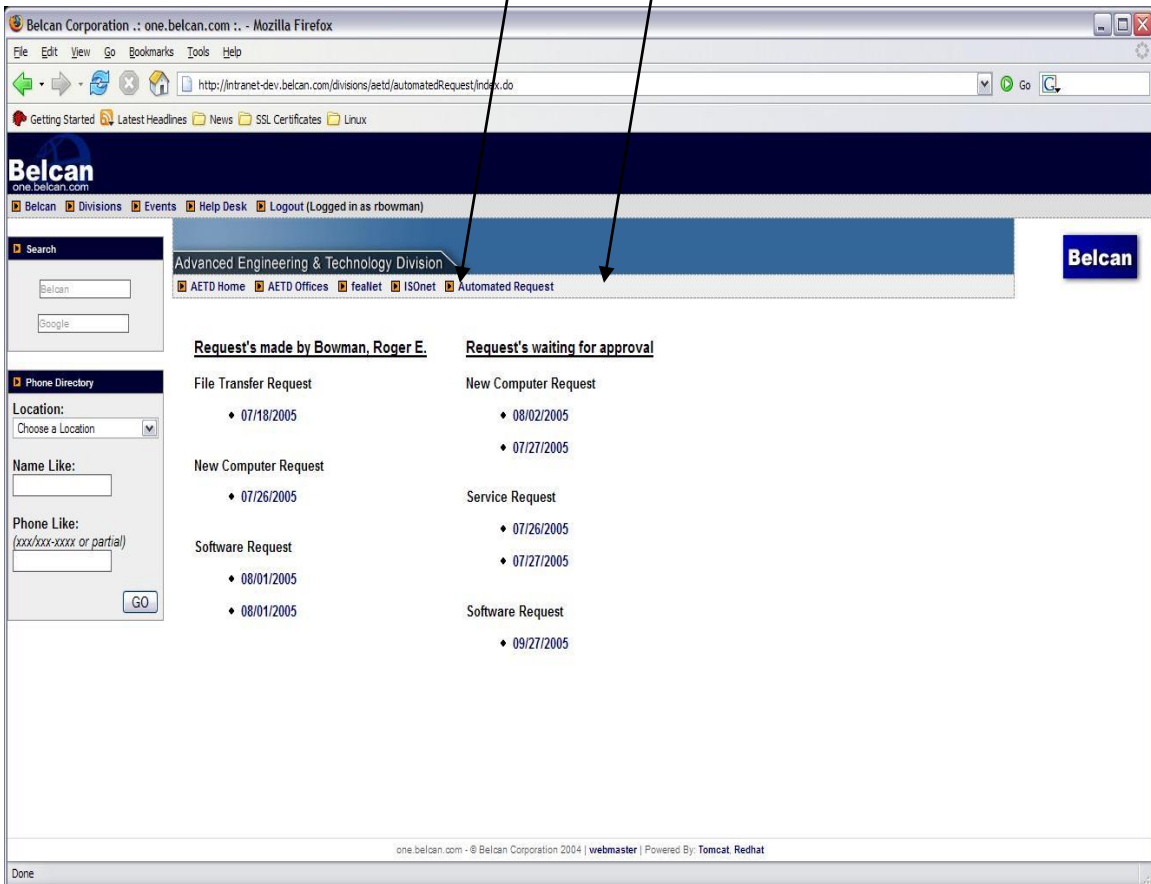 Belcan Corporation .: one.belcan.com :. - Mozilla Firefox
File Edit View Go Bookmarks Tools Help
http://intranet-dev.belcan.com/divisions/aetd/automatedRequest/index.do
Go
G
Getting Started Latest Headlines News SSL Certificates Linux
Belcan
one.belcan.com
Belcan Divisions Events Help Desk Logout (Logged in as rbowman)
Search
Belcan
Google
Phone Directory
Location:
Choose a Location
Name Like:
Phone Like:
(xxx/xxx-xxxx or partial)
GO
Advanced Engineering & Technology Division
AETD Home AETD Offices feaNet ISOnet Automated Request
Belcan
Request's made by Bowman, Roger E.
File Transfer Request
07/18/2005
New Computer Request
07/26/2005
Software Request
08/01/2005
08/01/2005
Request's waiting for approval
New Computer Request
08/02/2005
07/27/2005
Service Request
07/26/2005
07/27/2005
Software Request
09/27/2005
one.belcan.com - © Belcan Corporation 2004 | webmaster | Powered By: Tomcat, Redhat
Done